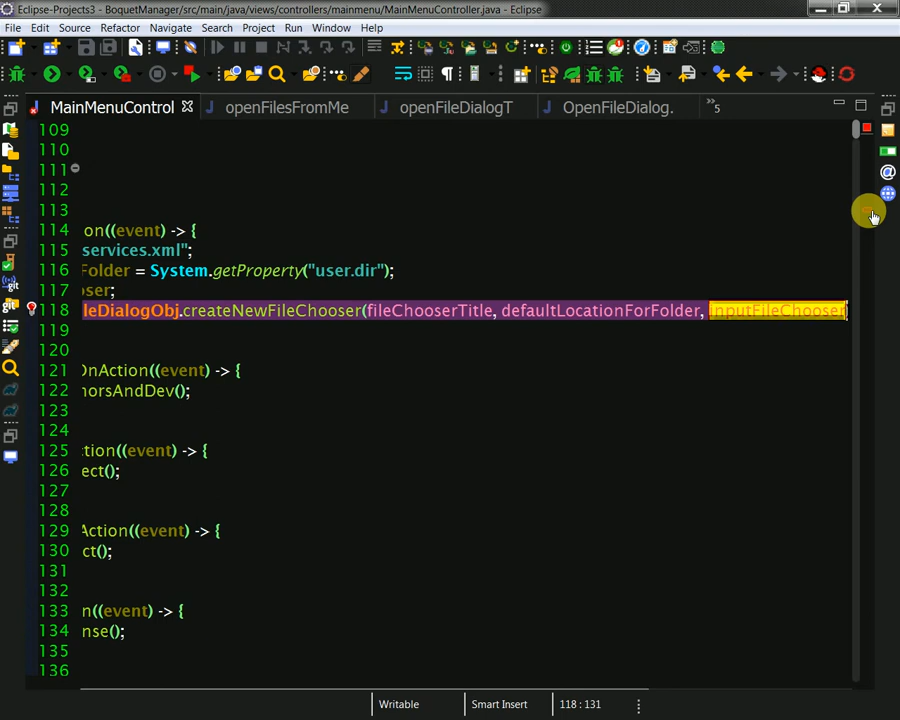 Eclipse-Projects3 - BoquetManager/src/main/java/views/controllers/mainmenu/MainMenuController.java - Eclipse
File Edit Source Refactor Navigate Search Project Run Window Help
MainMenuControl openFilesFromMe openFileDialogT OpenFileDialog. »5
109
110
111
112
113
114 on((event) -> {
115 services.xml";
116 Folder = System.getProperty("user.dir");
117 oser;
118 leDialogObj.createNewFileChooser(fileChooserTitle, defaultLocationForFolder, inputFileChooser
119
120
121 OnAction((event) -> {
122 norsAndDev();
123
124
125 ction((event) -> {
126 ect();
127
128
129 Action((event) -> {
130 ct();
131
132
133 n((event) -> {
134 nse();
135
136
Writable Smart Insert 118 : 131